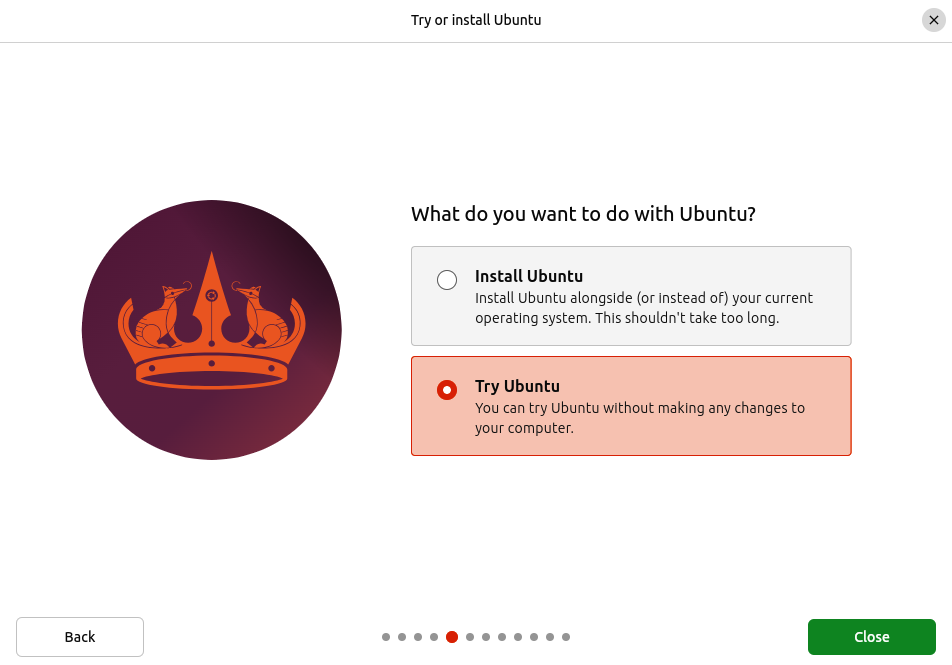 Try or install Ubuntu
What do you want to do with Ubuntu?
Install Ubuntu
Install Ubuntu alongside (or instead of) your current
operating system. This shouldn't take too long.
Try Ubuntu
You can try Ubuntu without making any changes to
your computer.
Back
Close